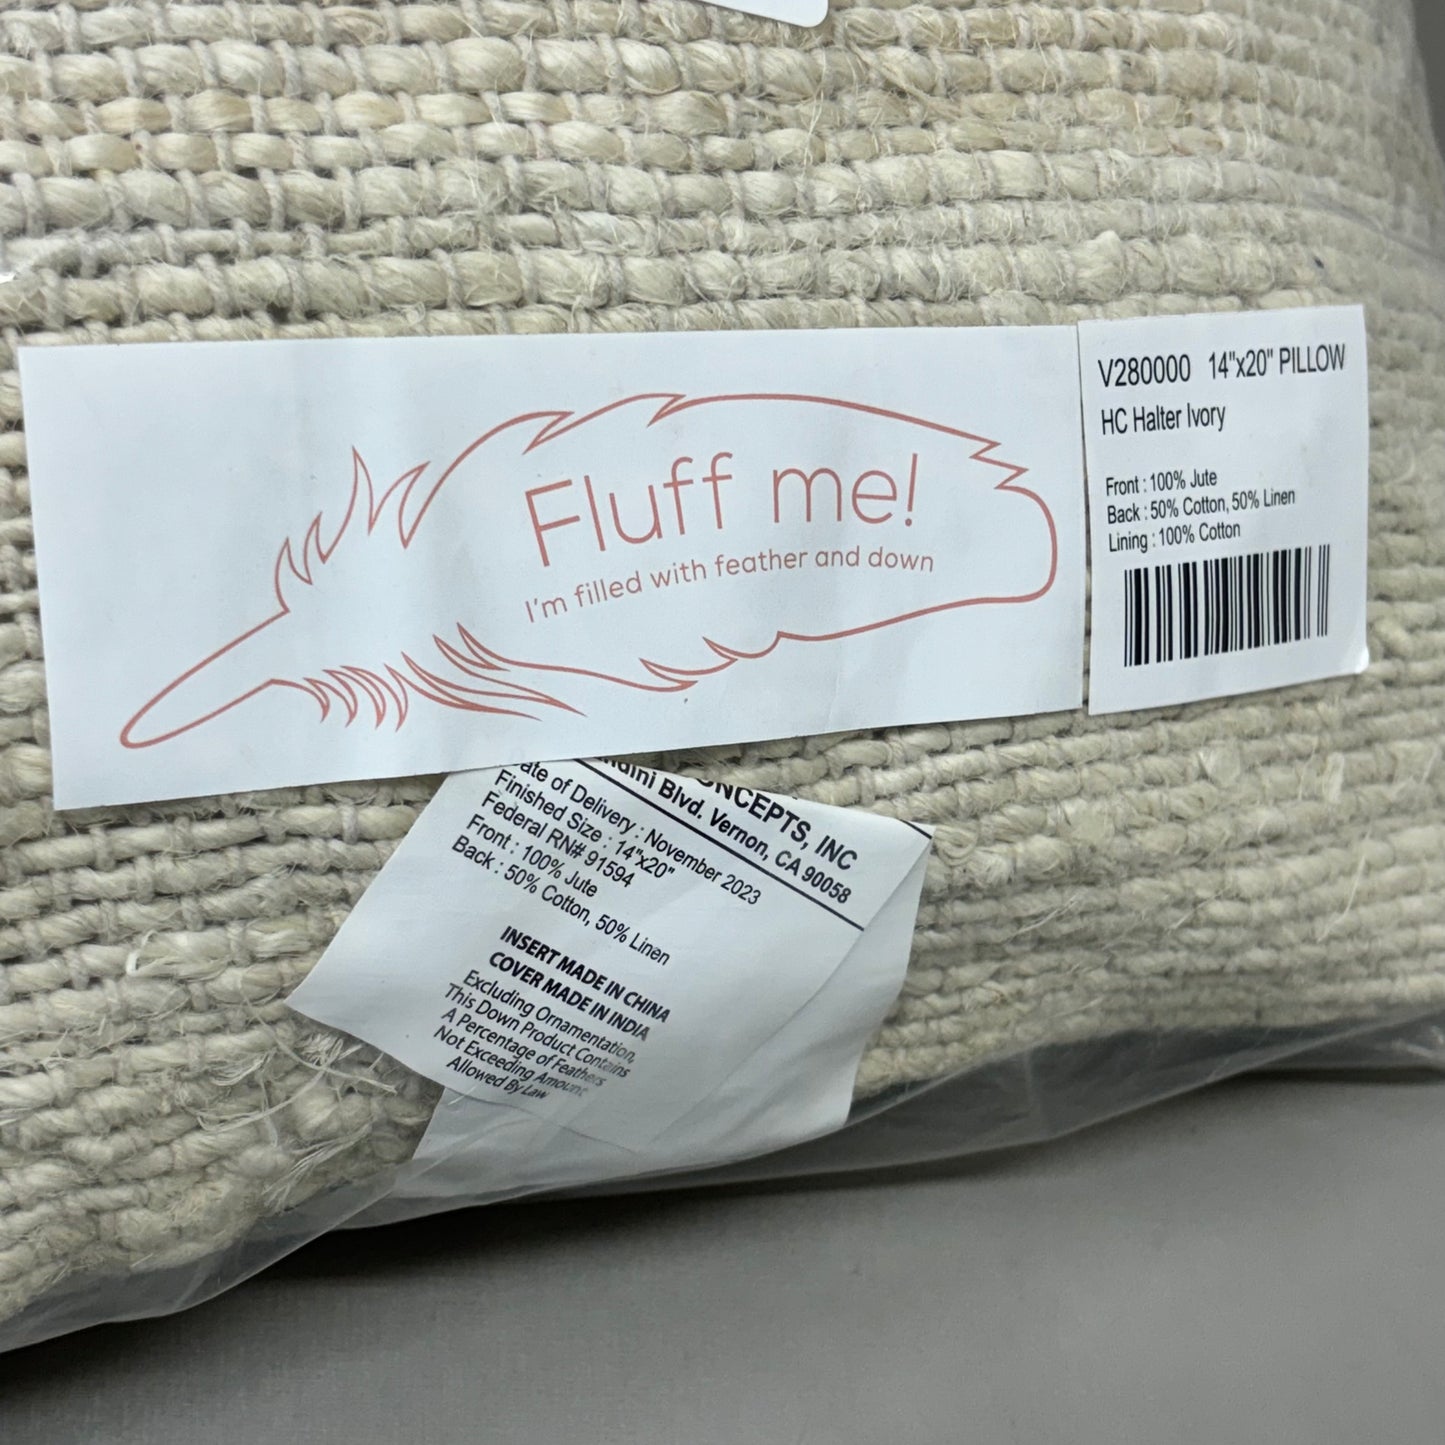 Fluff me!
I'm filled with feather and down
V280000 14"x20" PILLOW
HC Halter Ivory
Front : 100% Jute
Back : 50% Cotton, 50% Linen
Lining : 100% Cotton
CONCEPTS, INC
Blvd. Vernon, CA 90058
of Delivery : November 2023
Finished Size : 14"x20"
Federal RN# 91594
Front : 100% Jute
Back : 50% Cotton, 50% Linen
INSERT MADE IN CHINA
COVER MADE IN INDIA
Excluding Ornamentation,
This Down Product Contains
A Percentage of Feathers
Not Exceeding Amount
Allowed By Law